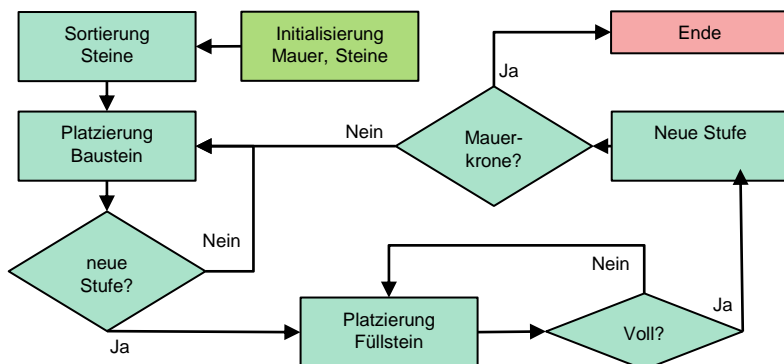 Sortierung
Steine
Initialisierung
Mauer, Steine
Ende
Ja
Platzierung
Baustein
Nein
Mauer-
krone?
Neue Stufe
Nein
neue
Stufe?
Nein
Platzierung
Füllstein
Voll?
Ja
Ja